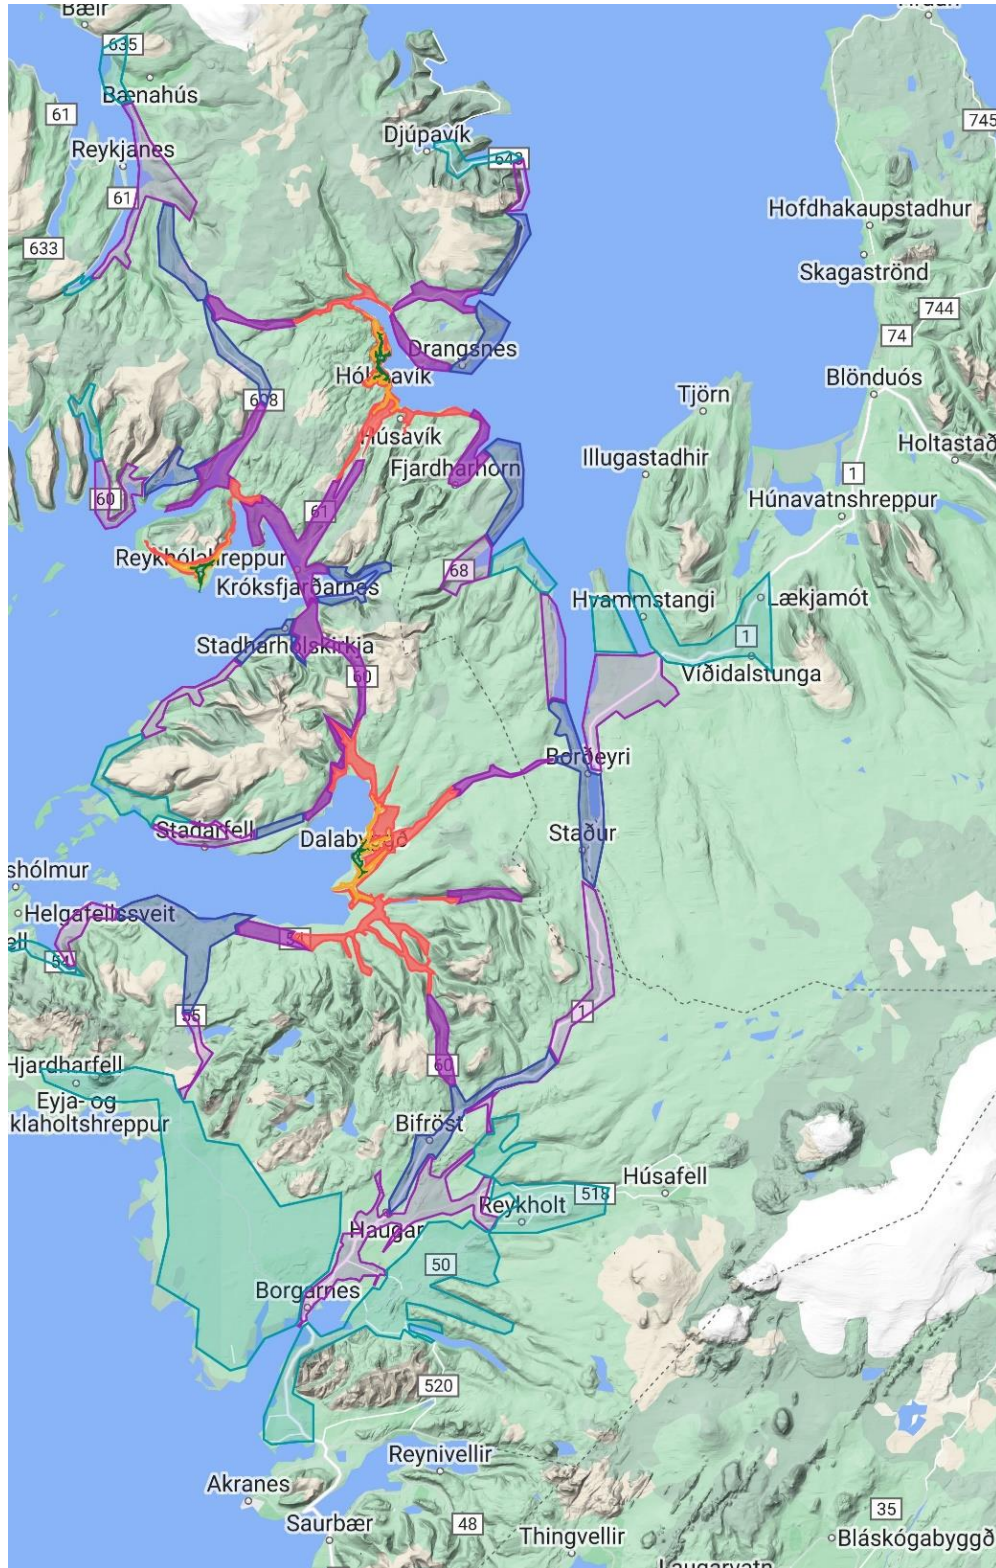 Bæir
635
Bænahús
61
745
Djúpavík
643
Reykjanes
61
Hofdhakaupstadhur
633
Skagaströnd
744
74
Drangsnes
Hólmavík
Blönduós
Tjörn
608
Húsavík
Holtastað
Illugastadhir
Fjardharhorn
1
60
61
Húnavatnshreppur
Reykhólahreppur
68
Króksfjarðarnes
Hvammstangi
Lækjamót
1
Stadharhólskirkja
60
Víðidalstunga
Borðeyri
Stadarfell
Dalabyggð
Staður
shólmur
Helgafellssveit
ell
54
54
55
1
Hjardharfell
60
Eyja- og
klaholtshreppur
Bifröst
Húsafell
518
Reykholt
Haugar
50
Borgarnes
520
Reynivellir
Akranes
35
Saurbær
48
Thingvellir
Bláskógabyggð